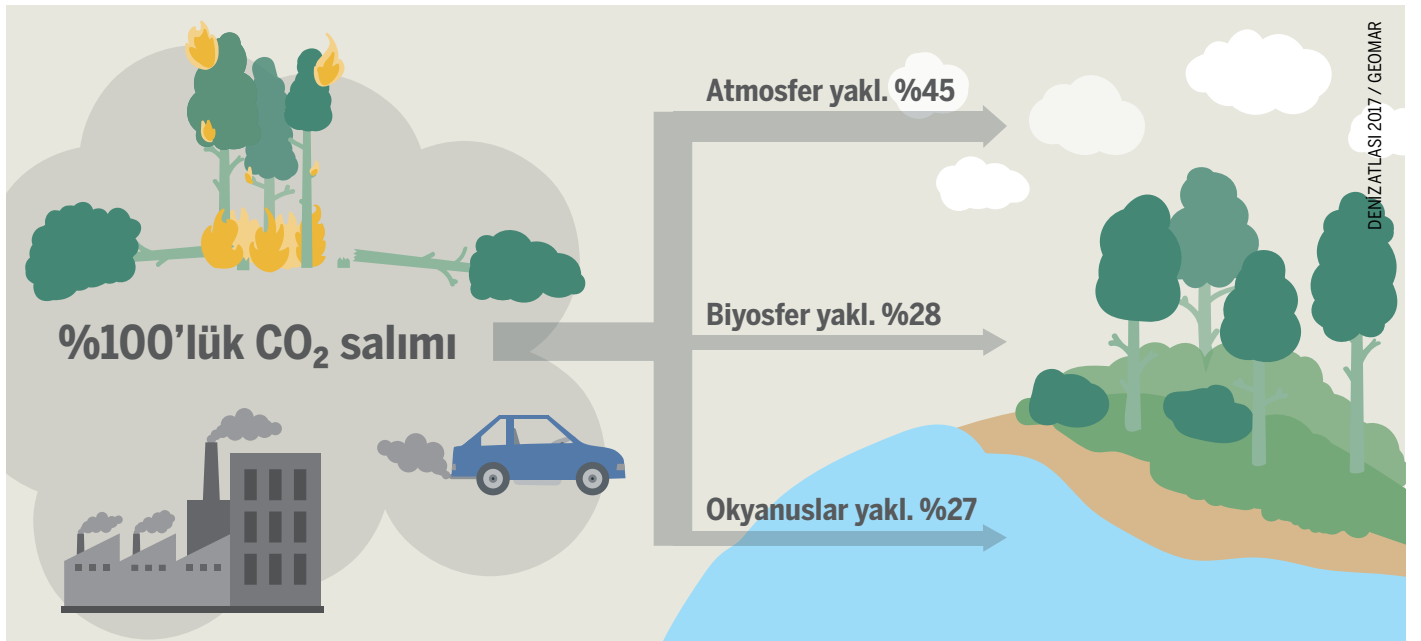 Atmosfer yakl. %45
Biyosfer yakl. %28
%100’lük CO₂ salımı
Okyanuslar yakl. %27
DENİZ ATLASI 2017 / GEOMAR